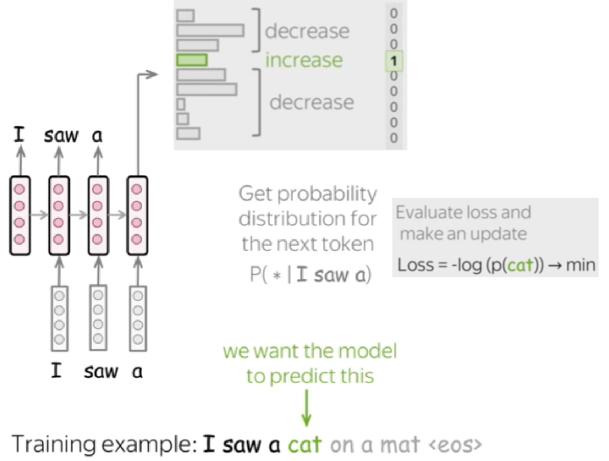 0
0
0
1
0
0
0
0
0
decrease
increase
decrease
I saw a
Get probability
distribution for
the next token
P( * | I saw a)
Evaluate loss and
make an update
Loss = -log (p(cat)) → min
I saw a
we want the model
to predict this
Training example: I saw a cat on a mat <eos>